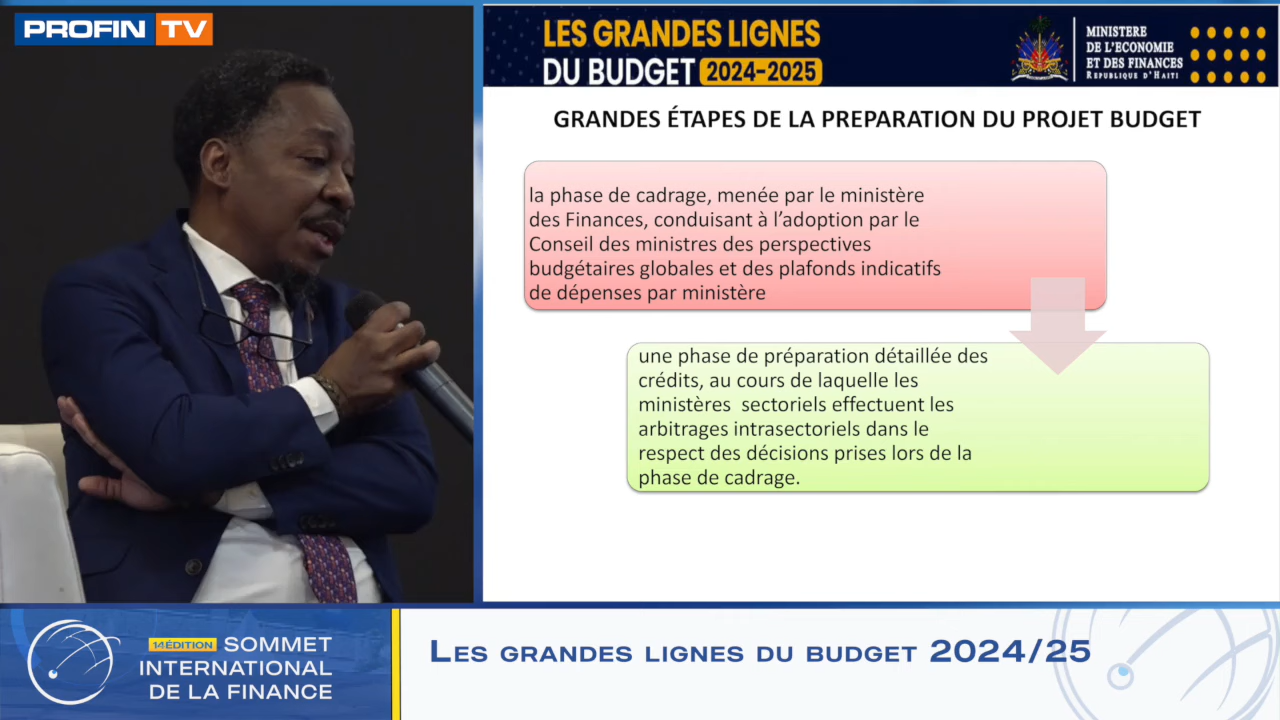 PROFIN TV
LES GRANDES LIGNES
DU BUDGET 2024-2025
MINISTERE
DE L'ECONOMIE
ET DES FINANCES
REPUBLIQUE D'HAITI
GRANDES ÉTAPES DE LA PREPARATION DU PROJET BUDGET
la phase de cadrage, menée par le ministère
des Finances, conduisant à l'adoption par le
Conseil des ministres des perspectives
budgétaires globales et des plafonds indicatifs
de dépenses par ministère
une phase de préparation détaillée des
crédits, au cours de laquelle les
ministères  sectoriels effectuent les
arbitrages intrasectoriels dans le
respect des décisions prises lors de la
phase de cadrage.
14ÉDITION SOMMET
INTERNATIONAL
DE LA FINANCE
LES GRANDES LIGNES DU BUDGET 2024/25